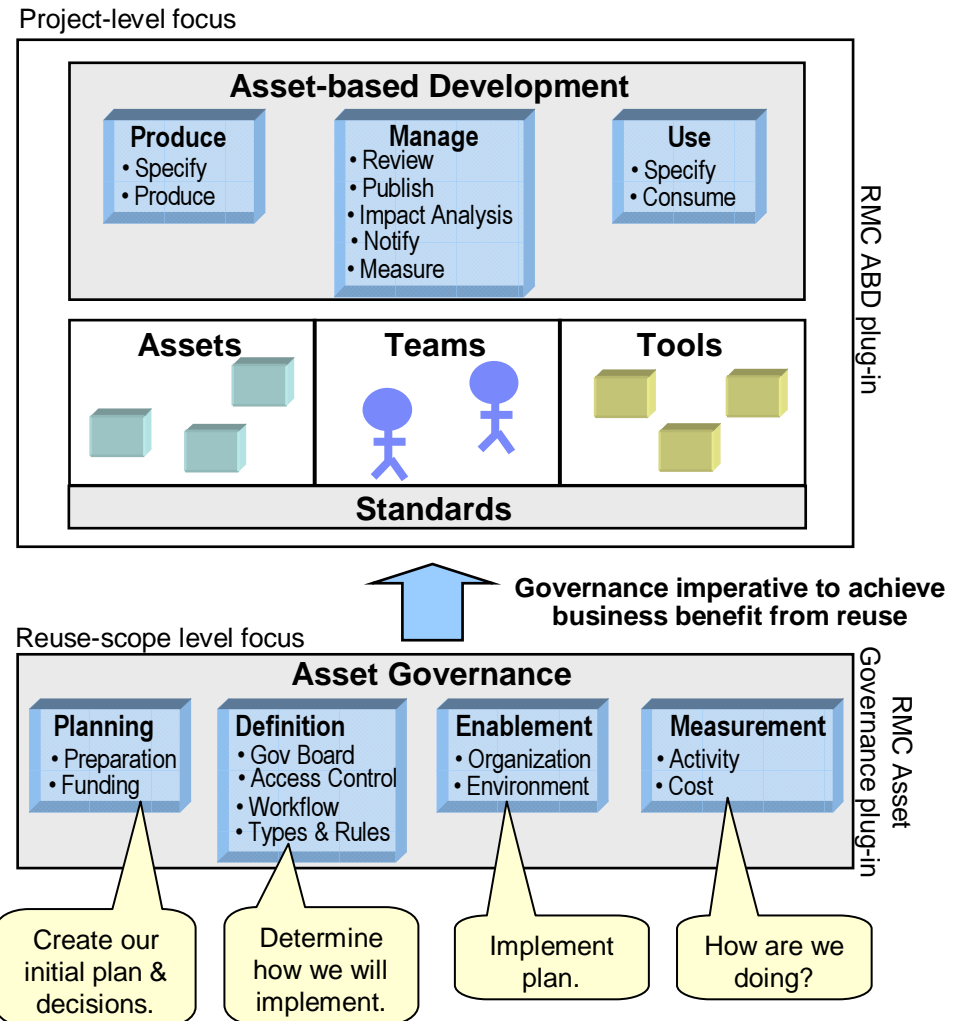 Project-level focus
Asset-based Development
Produce
• Specify
• Produce
Manage
• Review
• Publish
• Impact Analysis
• Notify
• Measure
Use
• Specify
• Consume
RMC ABD plug-in
Assets
Teams
Tools
Standards
Governance imperative to achieve
business benefit from reuse
Reuse-scope level focus
Asset Governance
Planning
• Preparation
• Funding
Definition
• Gov Board
• Access Control
• Workflow
• Types & Rules
Enablement
• Organization
• Environment
Measurement
• Activity
• Cost
RMC Asset
Governance plug-in
Create our
initial plan &
decisions.
Determine
how we will
implement.
Implement
plan.
How are we
doing?